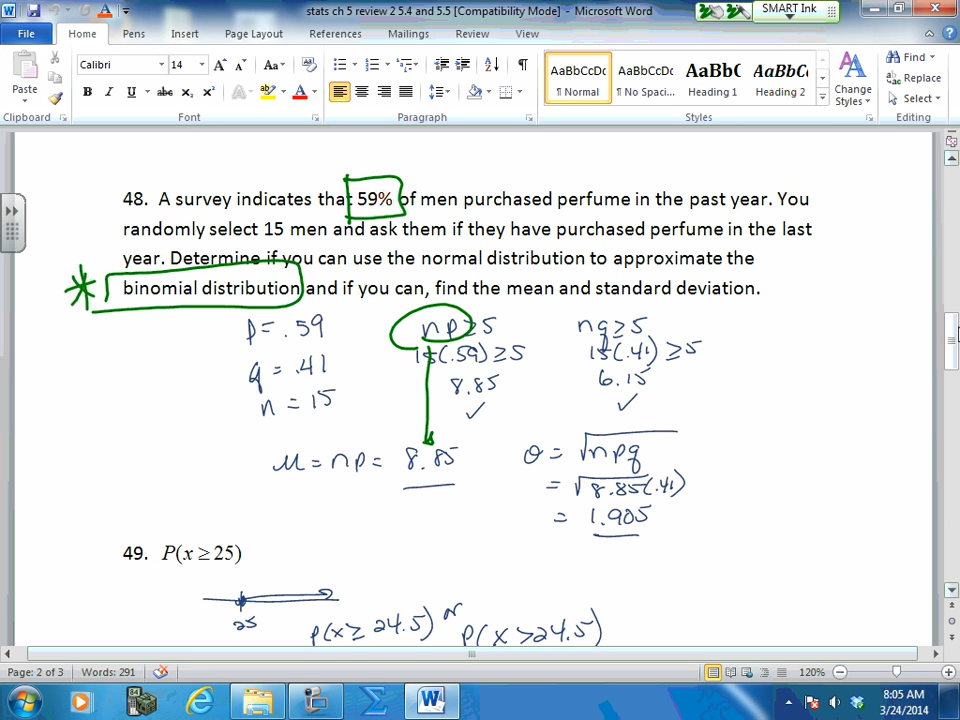 stats ch 5 review 2 5.4 and 5.5 [Compatibility Mode] - Microsoft Word
SMART Ink
File Home Pens Insert Page Layout References Mailings Review View
Calibri 14 Aa
Paste
B I U abc x₂ x² A ab A
AaBbCcDc AaBbCcDc AaBbC AaBbCc
¶ Normal ¶ No Spaci... Heading 1 Heading 2
Change Styles
Find
Replace
Select
Clipboard Font Paragraph Styles Editing
48. A survey indicates that 59% of men purchased perfume in the past year. You
randomly select 15 men and ask them if they have purchased perfume in the last
year. Determine if you can use the normal distribution to approximate the
* binomial distribution and if you can, find the mean and standard deviation.
p = .59 np ≥ 5 nq ≥ 5
15(.59) ≥ 5 15(.41) ≥ 5
q = .41 8.85 6.15
n = 15 ✓ ✓
μ = np = 8.85 σ = √npq
= √8.85(.41)
= 1.905
49. P(x ≥ 25)
25
P(x ≥ 24.5) or P(x > 24.5)
Page: 2 of 3 Words: 291 120%
8:05 AM
3/24/2014